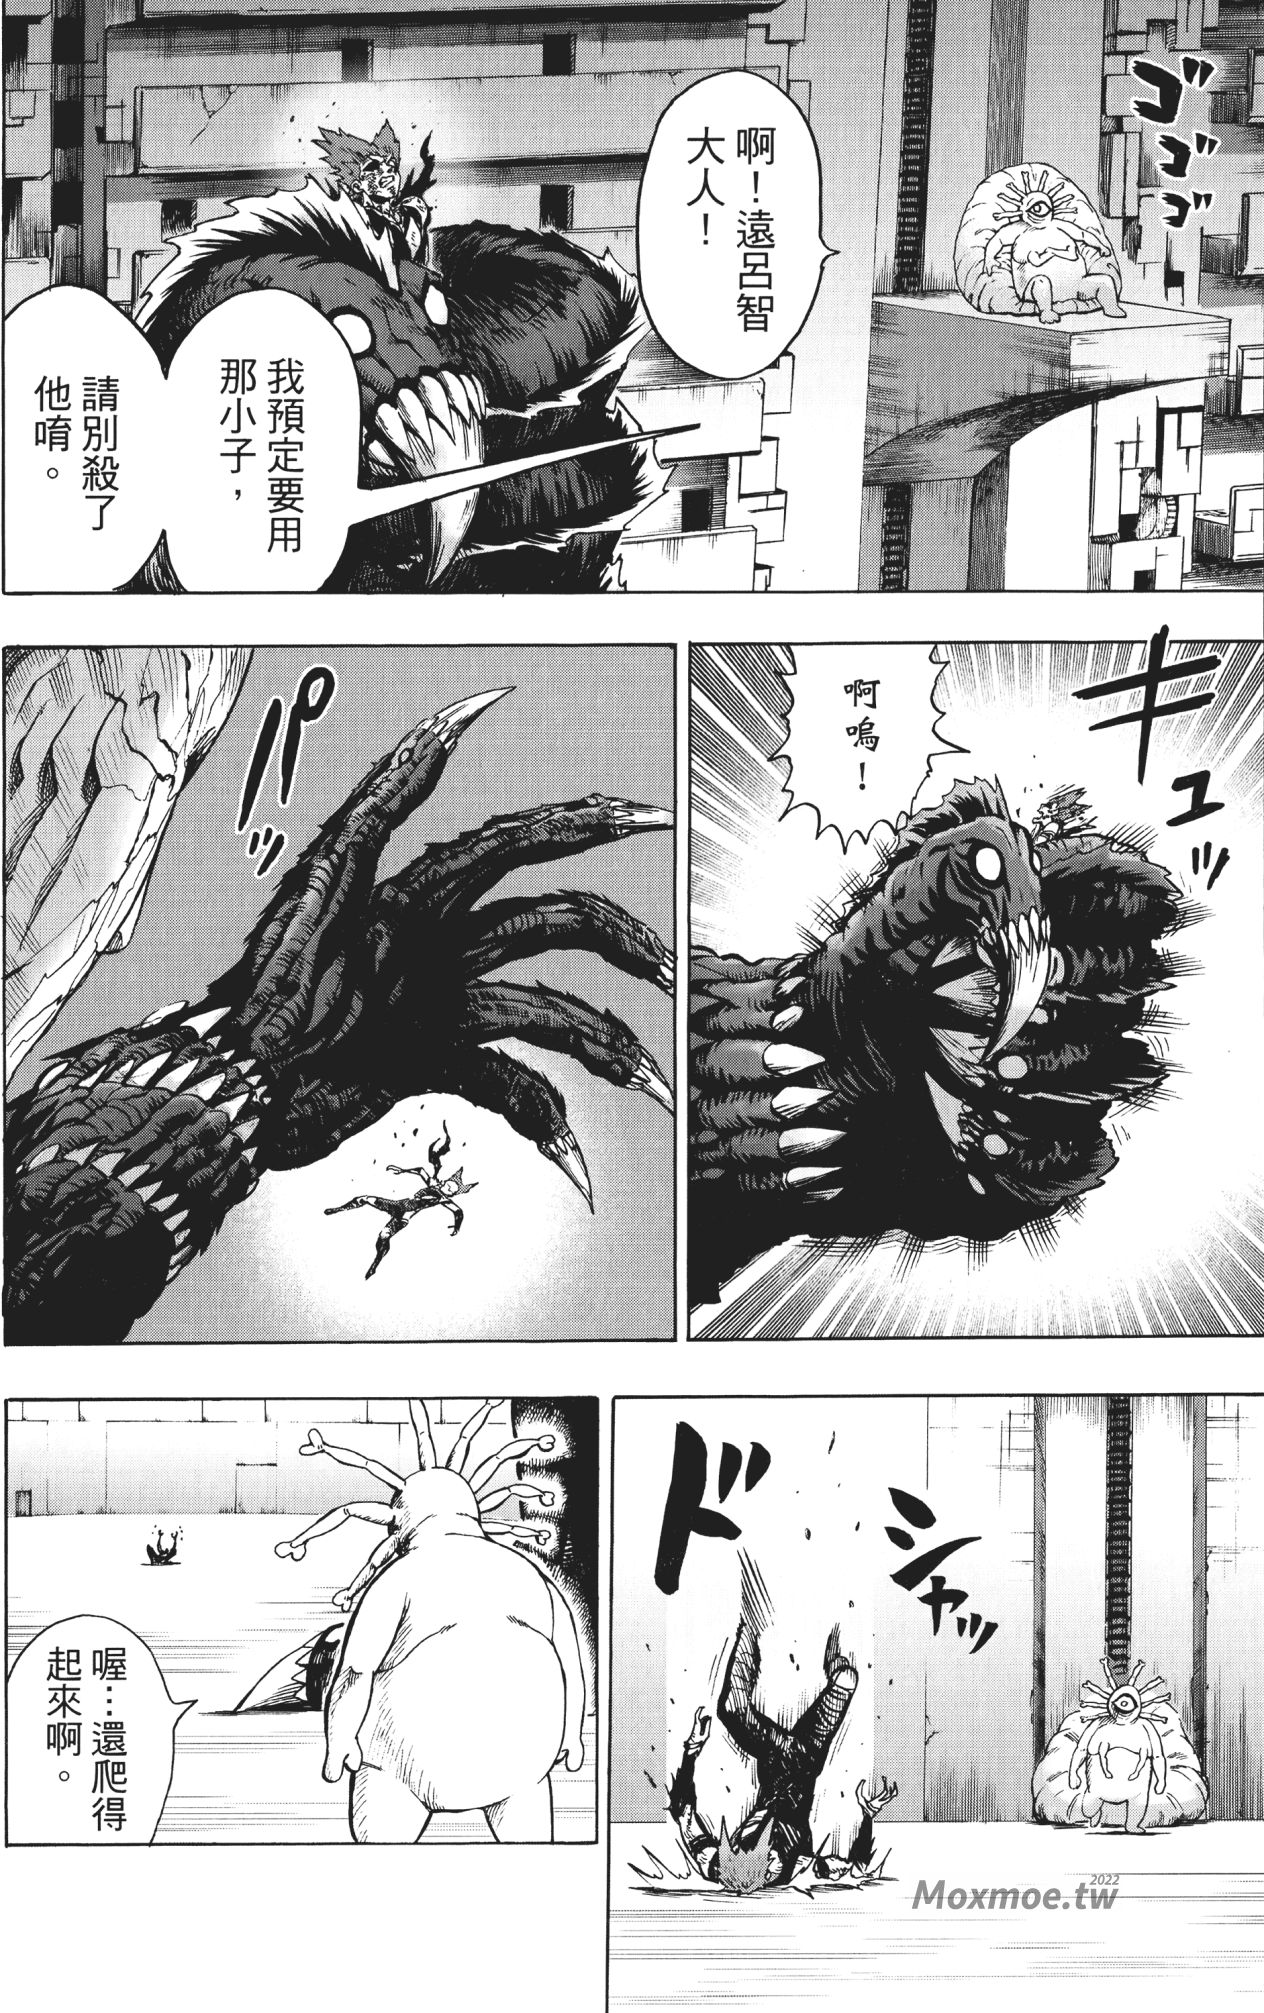 ゴゴゴ
啊！遠呂智
大人！
我預定要用
那小子，
請別殺了
他唷。
キュッ
啊嗚！
パッ
シャッ
ドッ
喔…還爬得
起來啊。
2022
Moxmoe.tw